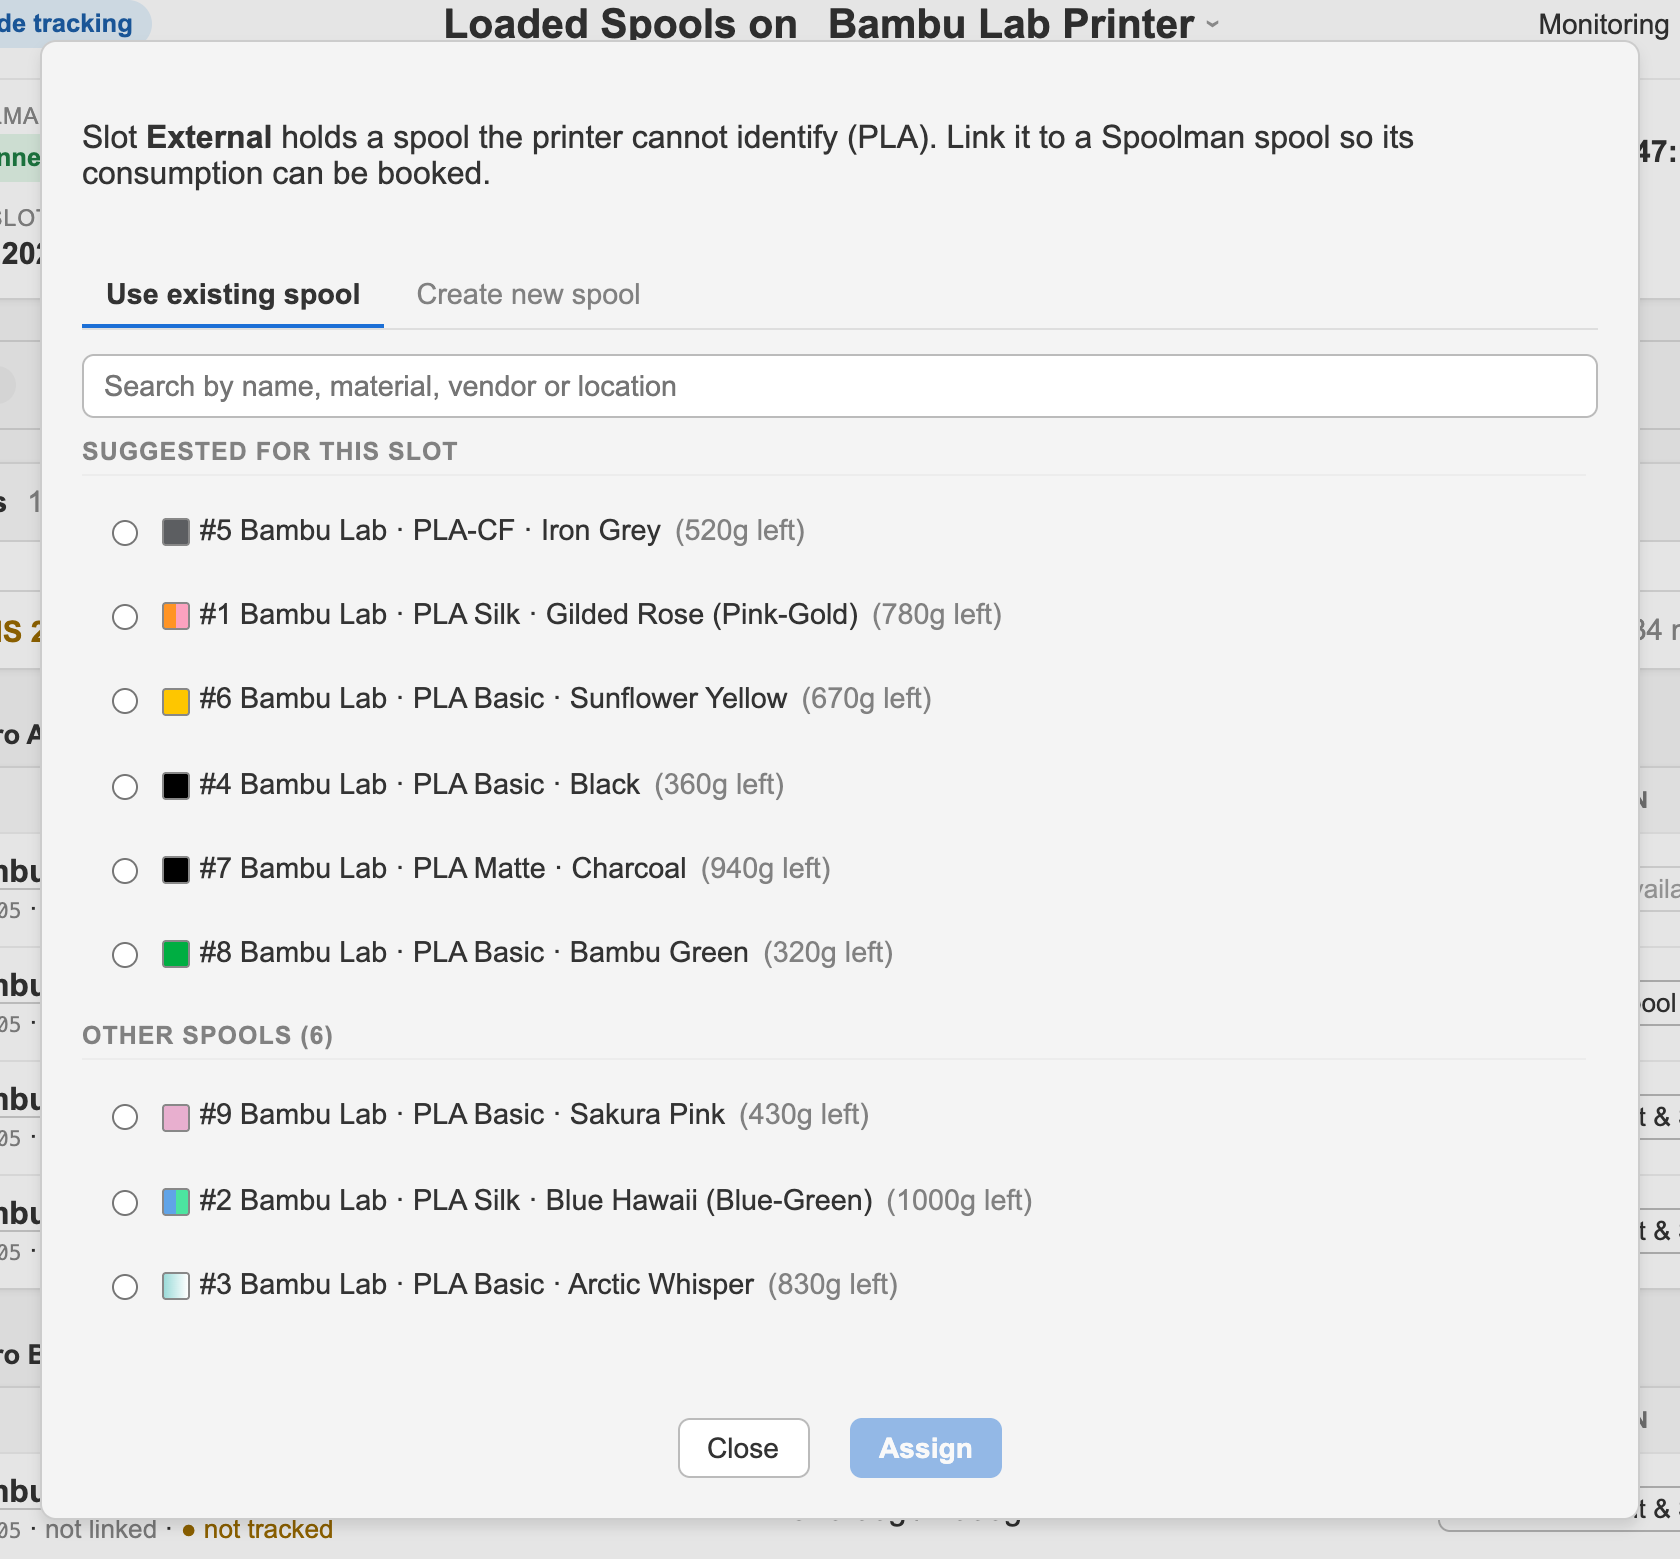 de tracking
Loaded Spools on Bambu Lab Printer
Monitoring
Slot External holds a spool the printer cannot identify (PLA). Link it to a Spoolman spool so its
consumption can be booked.
Use existing spool
Create new spool
Search by name, material, vendor or location
SUGGESTED FOR THIS SLOT
#5 Bambu Lab · PLA-CF · Iron Grey (520g left)
#1 Bambu Lab · PLA Silk · Gilded Rose (Pink-Gold) (780g left)
#6 Bambu Lab · PLA Basic · Sunflower Yellow (670g left)
#4 Bambu Lab · PLA Basic · Black (360g left)
#7 Bambu Lab · PLA Matte · Charcoal (940g left)
#8 Bambu Lab · PLA Basic · Bambu Green (320g left)
OTHER SPOOLS (6)
#9 Bambu Lab · PLA Basic · Sakura Pink (430g left)
#2 Bambu Lab · PLA Silk · Blue Hawaii (Blue-Green) (1000g left)
#3 Bambu Lab · PLA Basic · Arctic Whisper (830g left)
Close
Assign
05 · not linked · ● not tracked